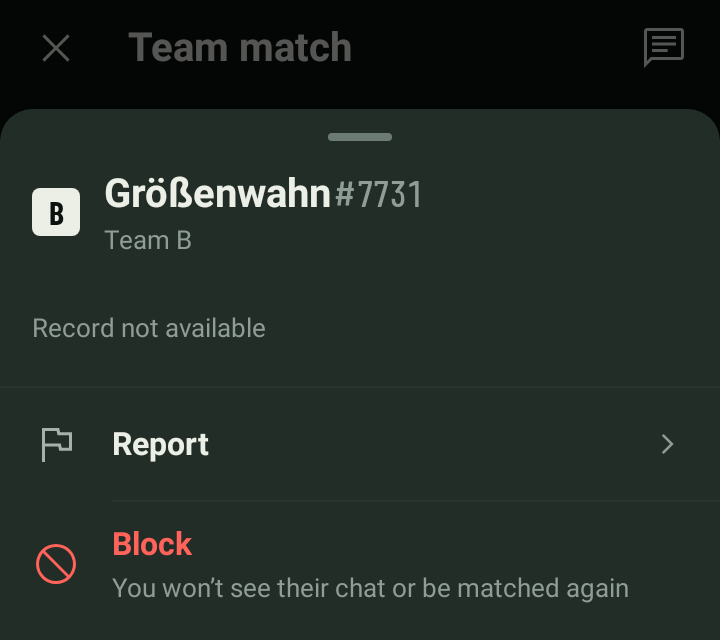 Team match
B
Größenwahn#7731
Team B
Record not available
Report
Block
You won’t see their chat or be matched again